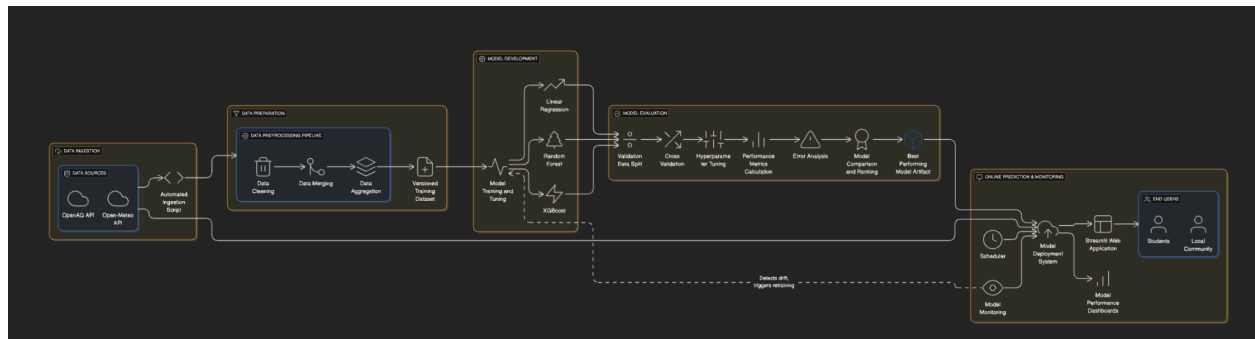 DATA INGESTION
DATA SOURCES
OpenAQ API
Open-Meteo
API
Automated
Ingestion
Script
DATA PREPARATION
DATA PREPROCESSING PIPELINE
Data
Cleaning
Data Merging
Data
Aggregation
Versioned
Training
Dataset
MODEL DEVELOPMENT
Model
Training and
Tuning
Linear
Regression
Random
Forest
XGBoost
MODEL EVALUATION
Validation
Data Split
Cross
Validation
Hyperparame
ter Tuning
Performance
Metrics
Calculation
Error Analysis
Model
Comparison
and Ranking
Best
Performing
Model Artifact
Detects drift,
triggers retraining
ONLINE PREDICTION & MONITORING
Scheduler
Model
Monitoring
Model
Deployment
System
Streamlit Web
Application
Model
Performance
Dashboards
END USERS
Students
Local
Community